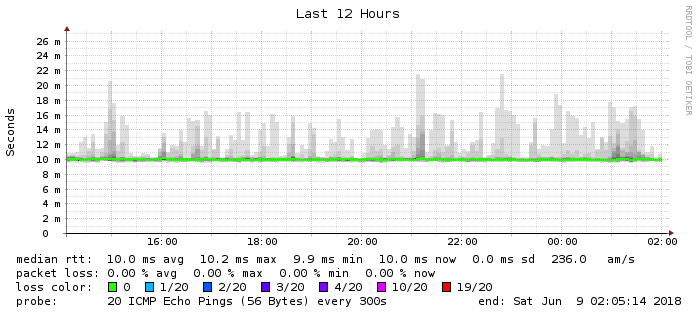 Last 12 Hours
RRDTOOL / TOBI OETIKER
Seconds
26 m
24 m
22 m
20 m
18 m
16 m
14 m
12 m
10 m
8 m
6 m
4 m
2 m
0
16:00 18:00 20:00 22:00 00:00 02:00
median rtt: 10.0 ms avg 10.2 ms max 9.9 ms min 10.0 ms now 0.0 ms sd 236.0 am/s
packet loss: 0.00 % avg 0.00 % max 0.00 % min 0.00 % now
loss color: 0 1/20 2/20 3/20 4/20 10/20 19/20
probe: 20 ICMP Echo Pings (56 Bytes) every 300s end: Sat Jun 9 02:05:14 2018